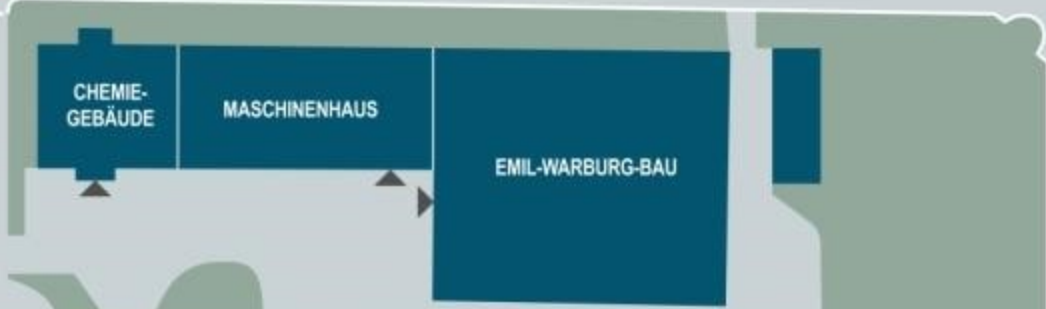 CHEMIE-
GEBÄUDE
MASCHINENHAUS
EMIL-WARBURG-BAU